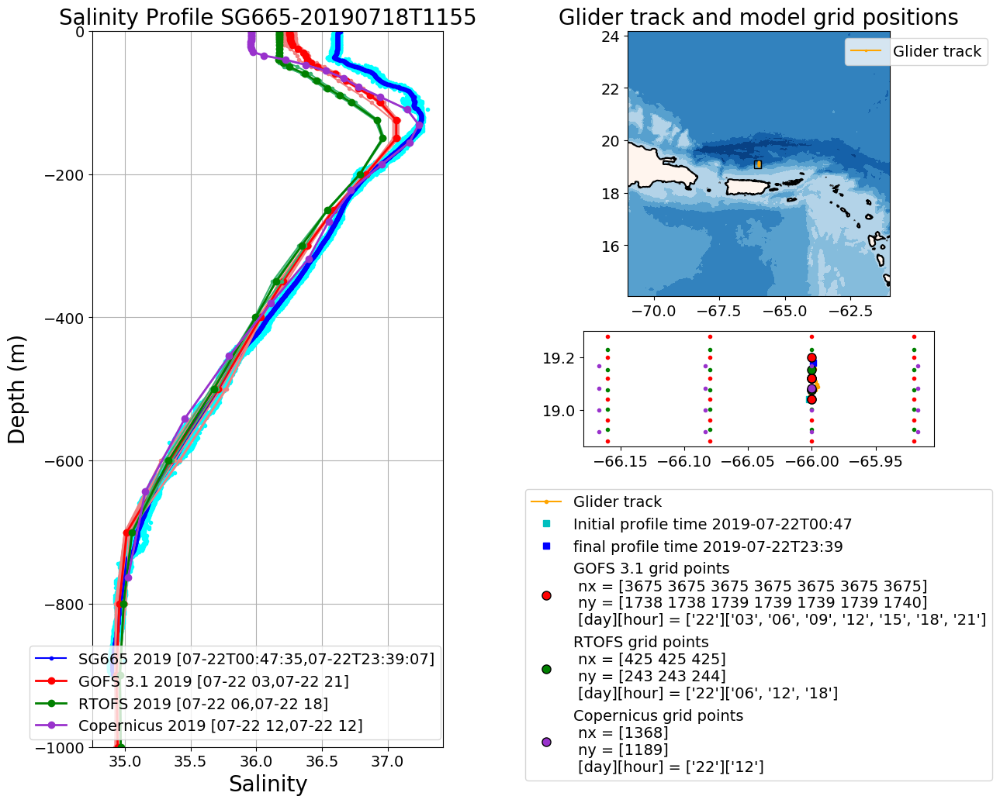 Salinity Profile SG665-20190718T1155
0
−200
−400
−600
−800
−1000
Depth (m)
35.0
35.5
36.0
36.5
37.0
Salinity
SG665 2019 [07-22T00:47:35,07-22T23:39:07]
GOFS 3.1 2019 [07-22 03,07-22 21]
RTOFS 2019 [07-22 06,07-22 18]
Copernicus 2019 [07-22 12,07-22 12]
Glider track and model grid positions
Glider track
24
22
20
18
16
−70.0
−67.5
−65.0
−62.5
19.2
19.0
−66.15
−66.10
−66.05
−66.00
−65.95
Glider track
Initial profile time 2019-07-22T00:47
final profile time 2019-07-22T23:39
GOFS 3.1 grid points
nx = [3675 3675 3675 3675 3675 3675 3675]
ny = [1738 1738 1739 1739 1739 1739 1740]
[day][hour] = ['22']['03', '06', '09', '12', '15', '18', '21']
RTOFS grid points
nx = [425 425 425]
ny = [243 243 244]
[day][hour] = ['22']['06', '12', '18']
Copernicus grid points
nx = [1368]
ny = [1189]
[day][hour] = ['22']['12']